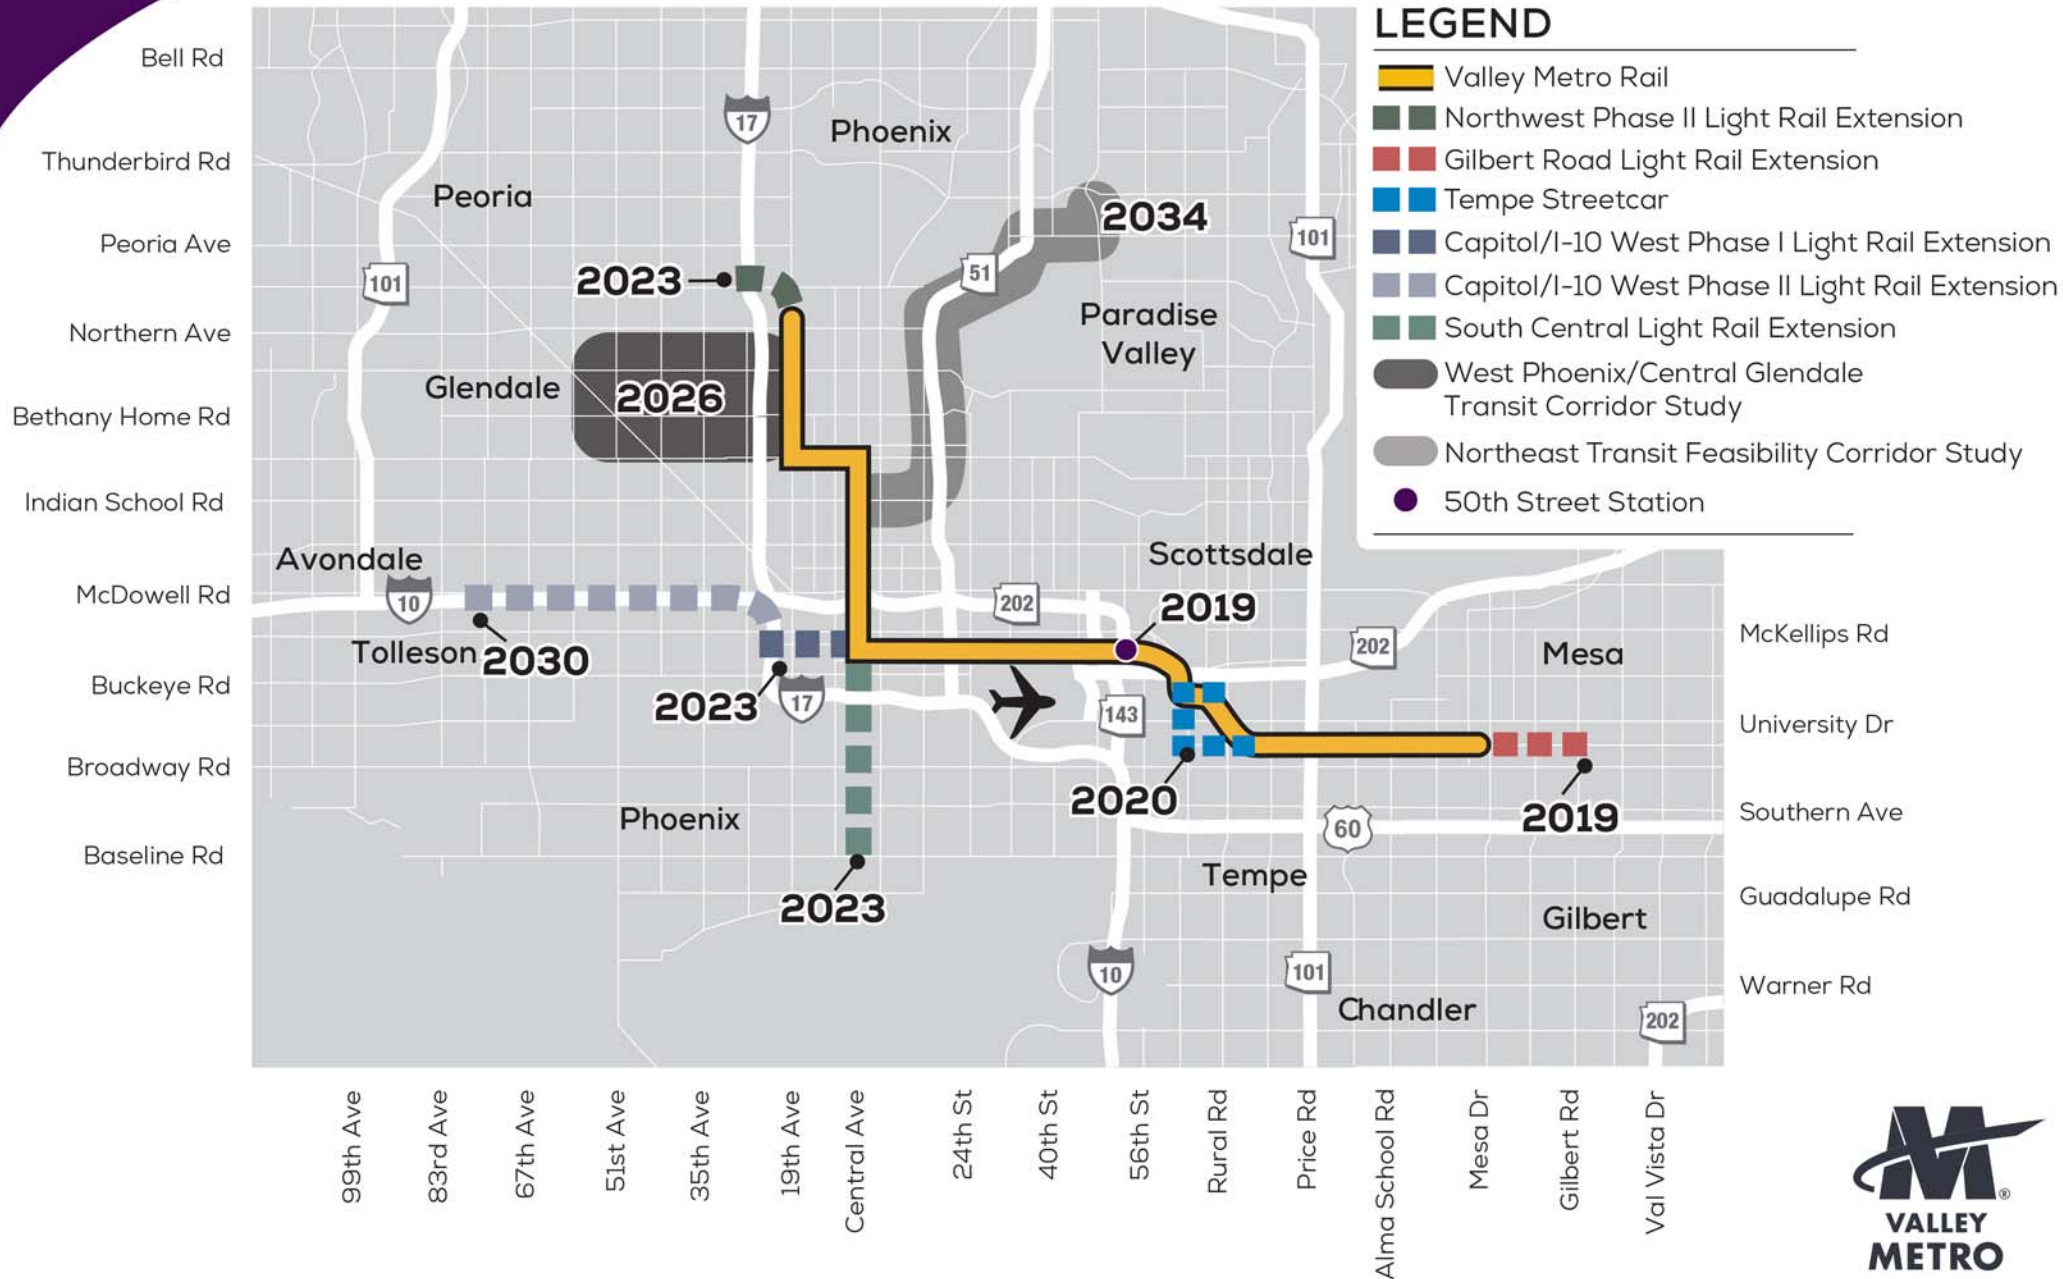 LEGEND
Valley Metro Rail
Northwest Phase II Light Rail Extension
Gilbert Road Light Rail Extension
Tempe Streetcar
Capitol/I-10 West Phase I Light Rail Extension
Capitol/I-10 West Phase II Light Rail Extension
South Central Light Rail Extension
West Phoenix/Central Glendale
Transit Corridor Study
Northeast Transit Feasibility Corridor Study
50th Street Station
Bell Rd
Thunderbird Rd
Peoria Ave
Northern Ave
Bethany Home Rd
Indian School Rd
McDowell Rd
Buckeye Rd
Broadway Rd
Baseline Rd
17
Phoenix
Peoria
2034
101
101
51
2023
Paradise
Valley
Glendale
2026
Avondale
Scottsdale
10
202
2019
202
Tolleson
2030
Mesa
2023
17
143
2020
2019
Phoenix
60
Tempe
2023
Gilbert
10
101
Chandler
202
McKellips Rd
University Dr
Southern Ave
Guadalupe Rd
Warner Rd
99th Ave
83rd Ave
67th Ave
51st Ave
35th Ave
19th Ave
Central Ave
24th St
40th St
56th St
Rural Rd
Price Rd
Alma School Rd
Mesa Dr
Gilbert Rd
Val Vista Dr
®
VALLEY
METRO